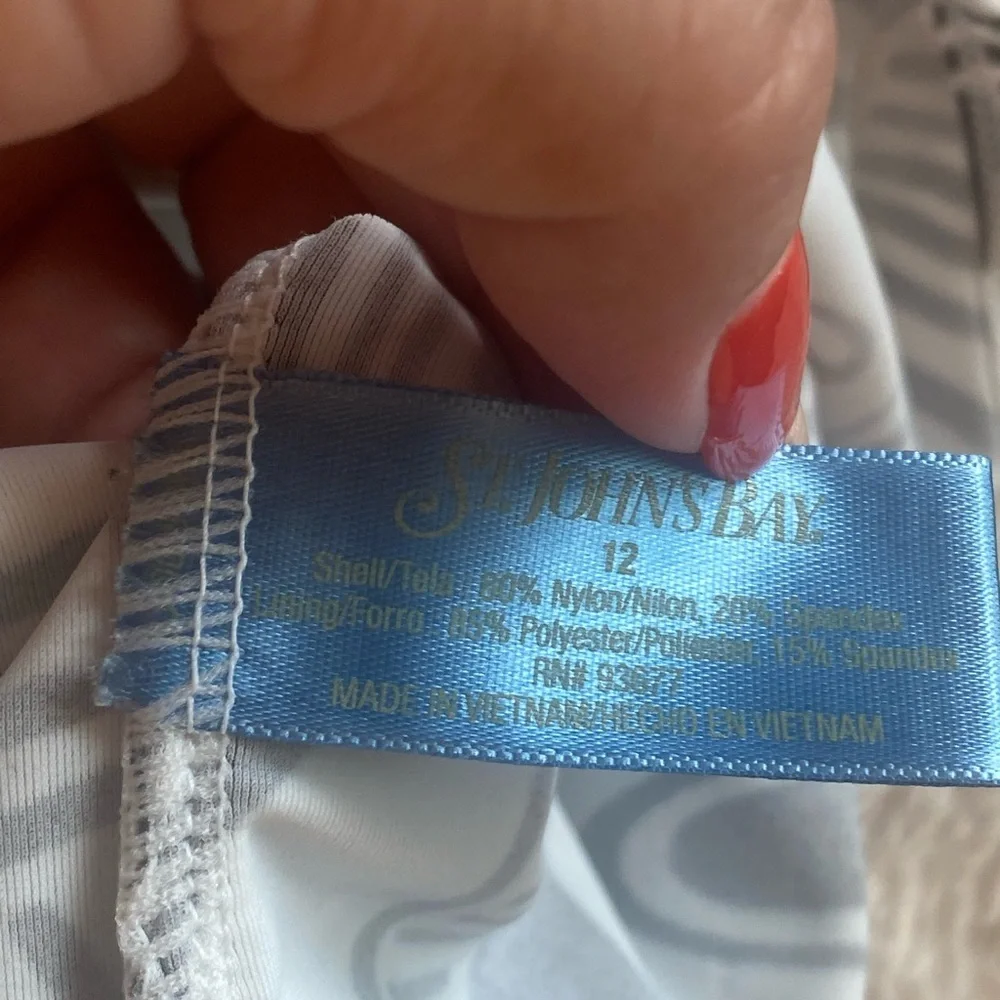 ST. JOHN'S BAY
12
Shell/Tela 80% Nylon/Nilon, 20% Spandex
Lining/Forro 85% Polyester/Poliester, 15% Spandex
RN# 93677
MADE IN VIETNAM/HECHO EN VIETNAM